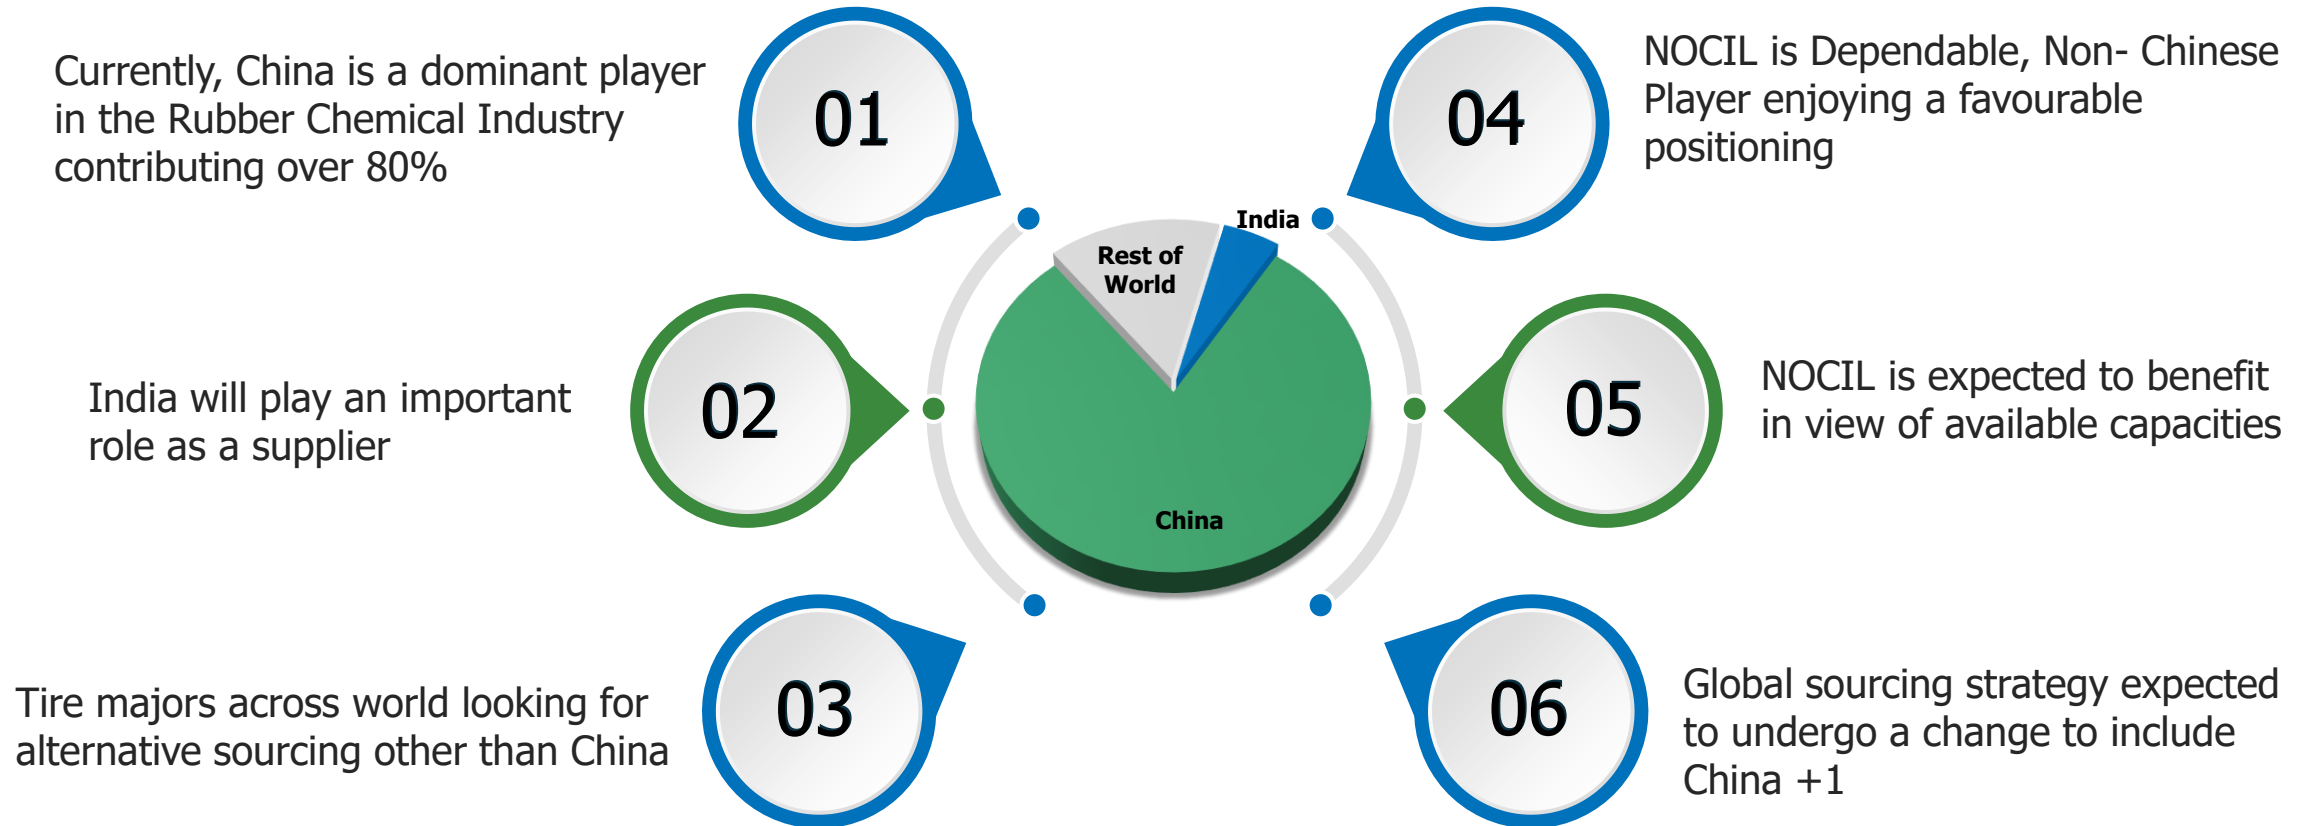 Currently, China is a dominant player
in the Rubber Chemical Industry
contributing over 80%
01
India will play an important
role as a supplier
02
Tire majors across world looking for
alternative sourcing other than China
03
India
Rest of
World
China
04
NOCIL is Dependable, Non- Chinese
Player enjoying a favourable
positioning
05
NOCIL is expected to benefit
in view of available capacities
06
Global sourcing strategy expected
to undergo a change to include
China +1